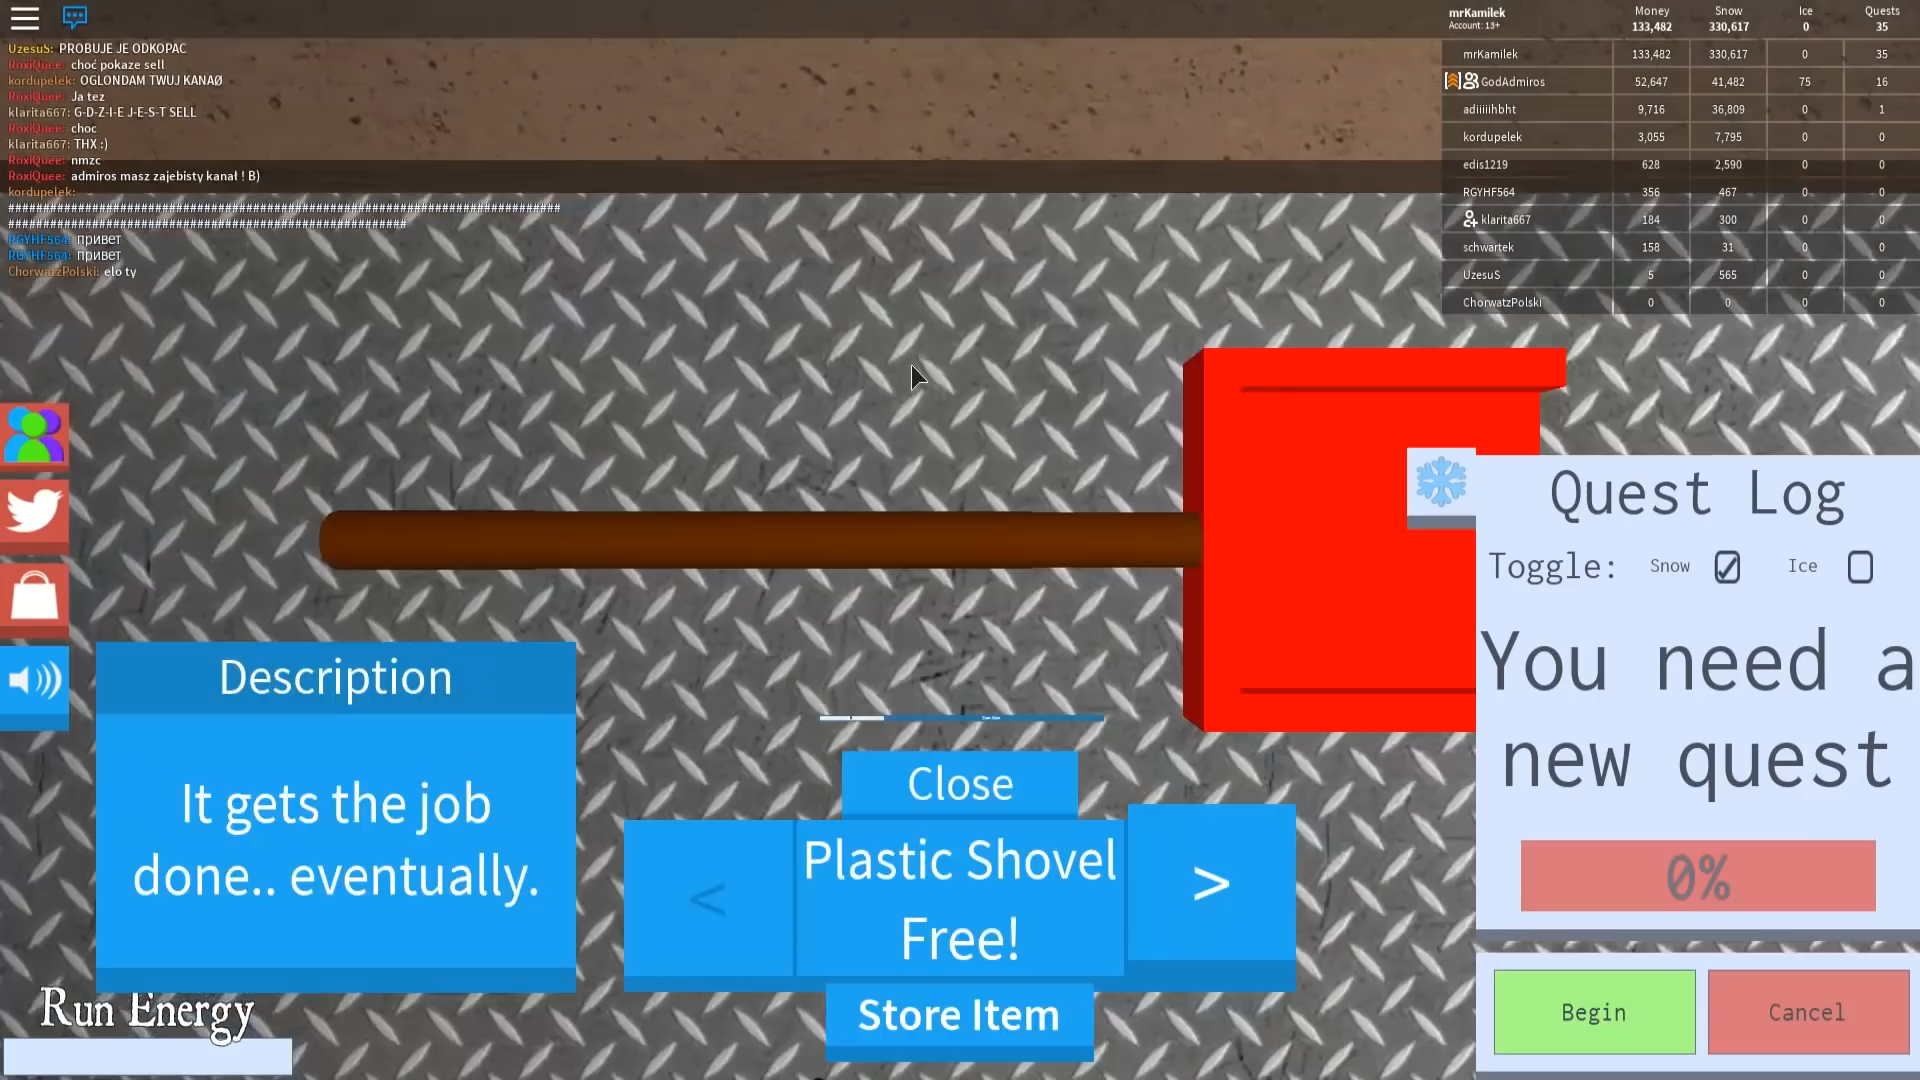 UzesuS: PROBUJE JE ODKOPAC
RoxiQuee: choć pokaze sell
kordupelek: OGLONDAM TWUJ KANAØ
RoxiQuee: Ja tez
klarita667: G-D-Z-I-E J-E-S-T SELL
RoxiQuee: choc
klarita667: THX :)
RoxiQuee: nmzc
RoxiQuee: admiros masz zajebisty kanał ! B)
kordupelek:
RGYHF564: привет
RGYHF564: привет
ChorwatzPolski: elo ty
mrKamilek Money Snow Ice Quests
Account: 13+ 133,482 330,617 0 35
mrKamilek 133,482 330,617 0 35
GodAdmiros 52,647 41,482 75 16
adiiiiihbht 9,716 36,809 0 1
kordupelek 3,055 7,795 0 0
edis1219 628 2,590 0 0
RGYHF564 356 467 0 0
klarita667 184 300 0 0
schwartek 158 31 0 0
UzesuS 5 565 0 0
ChorwatzPolski 0 0 0 0
Quest Log
Toggle: Snow Ice
You need a
new quest
0%
Begin Cancel
Description
It gets the job
done.. eventually.
Close
< Plastic Shovel >
Free!
Store Item
Run Energy